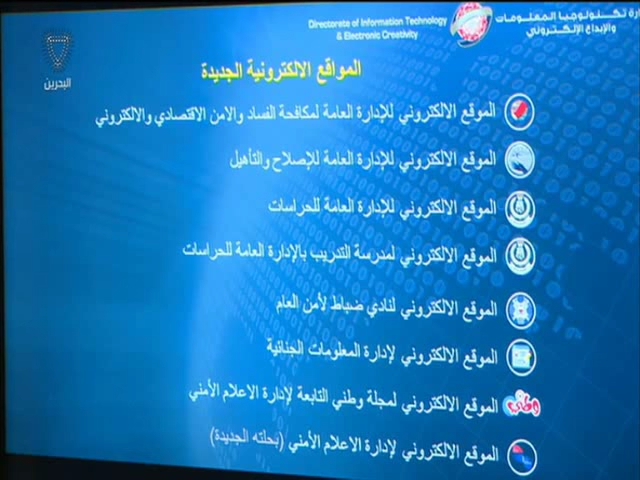 Directorate of Information Technology
& Electronic Creativity
إدارة تكنولوجيا المعلومات
والإبداع الإلكتروني
البحرين
المواقع الالكترونية الجديدة
الموقع الالكتروني للإدارة العامة لمكافحة الفساد والامن الاقتصادي والالكتروني
الموقع الالكتروني للإدارة العامة للإصلاح والتأهيل
الموقع الالكتروني للإدارة العامة للحراسات
الموقع الالكتروني لمدرسة التدريب بالإدارة العامة للحراسات
الموقع الالكتروني لنادي ضباط لأمن العام
الموقع الالكتروني لإدارة المعلومات الجنائية
الموقع الالكتروني لمجلة وطني التابعة لإدارة الاعلام الأمني
وطني
الموقع الالكتروني لإدارة الاعلام الأمني (بحلته الجديدة)